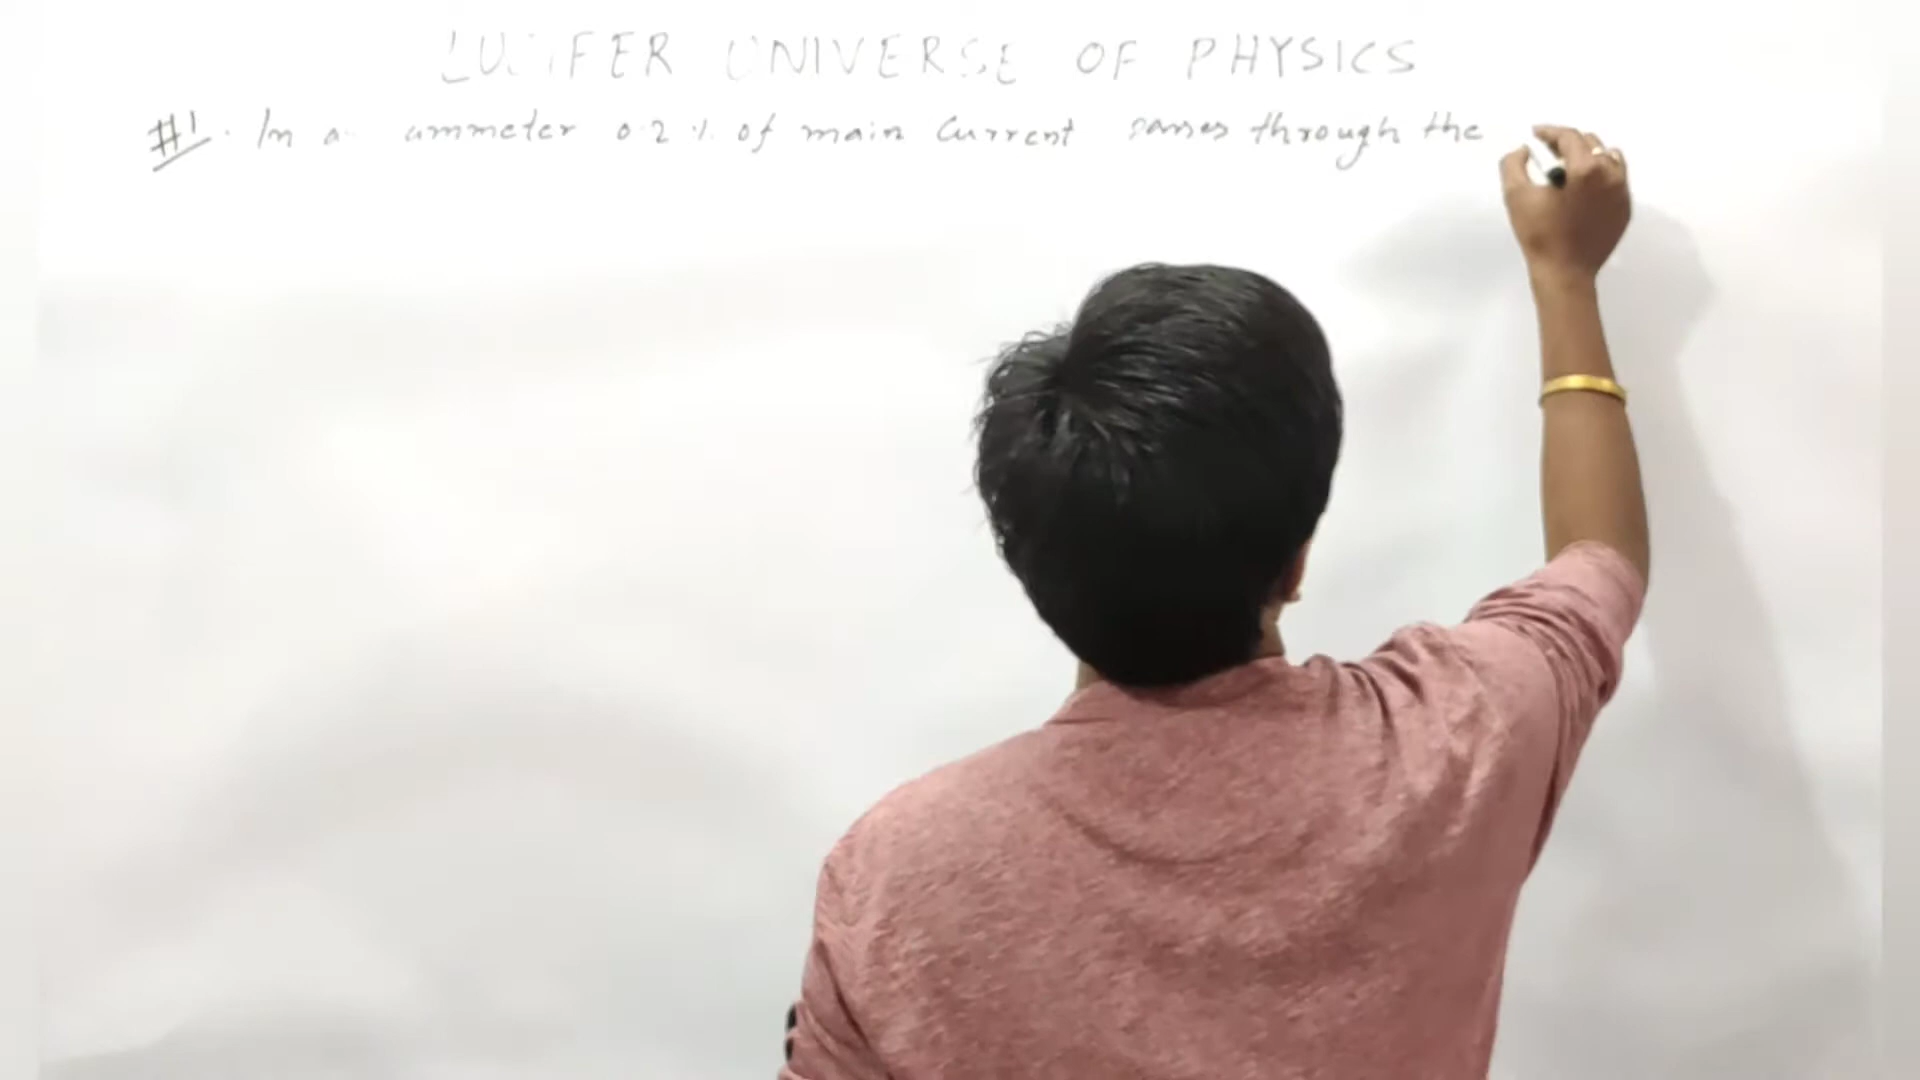 LUCIFER UNIVERSE OF PHYSICS
#1. In a ammeter 0.2 % of main Current passes through the